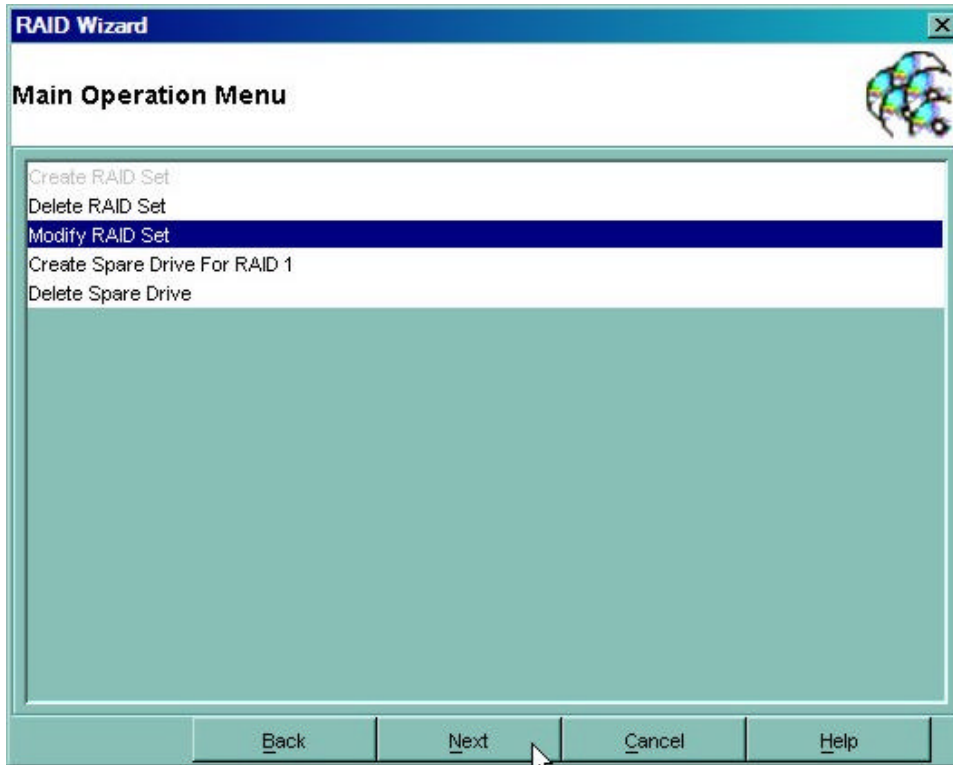 RAID Wizard
Main Operation Menu
Create RAID Set
Delete RAID Set
Modify RAID Set
Create Spare Drive For RAID 1
Delete Spare Drive
Back Next Cancel Help